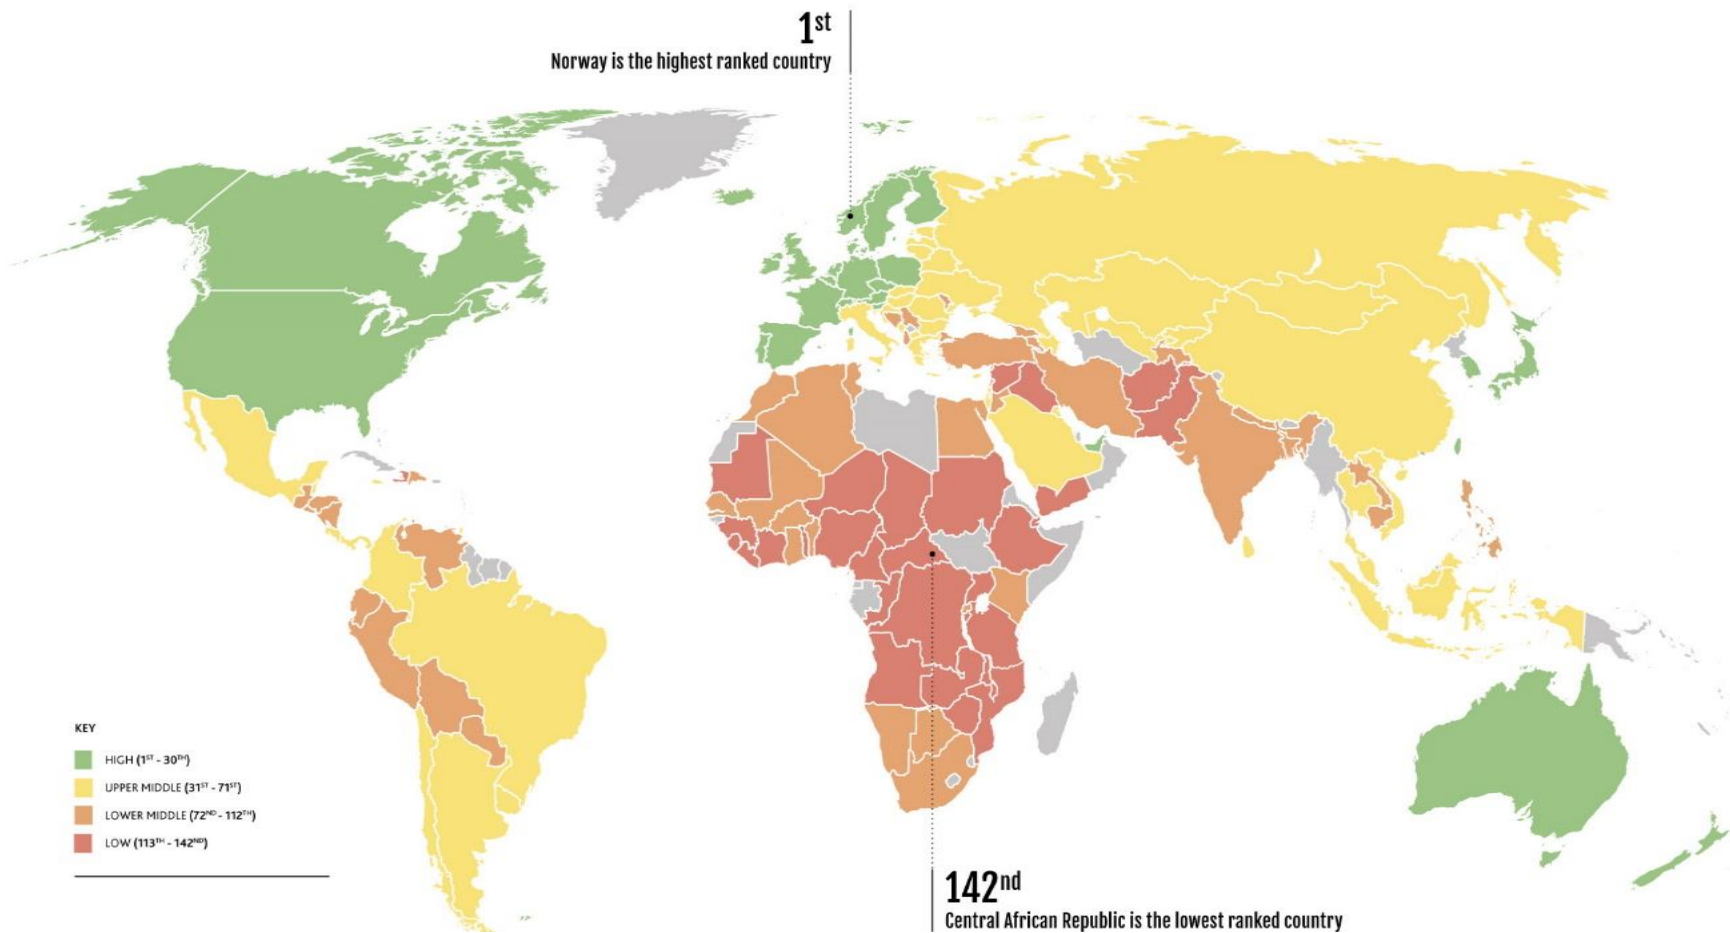 1st
Norway is the highest ranked country
KEY
HIGH (1ST - 30TH)
UPPER MIDDLE (31ST - 71ST)
LOWER MIDDLE (72ND - 112TH)
LOW (113TH - 142ND)
142nd
Central African Republic is the lowest ranked country